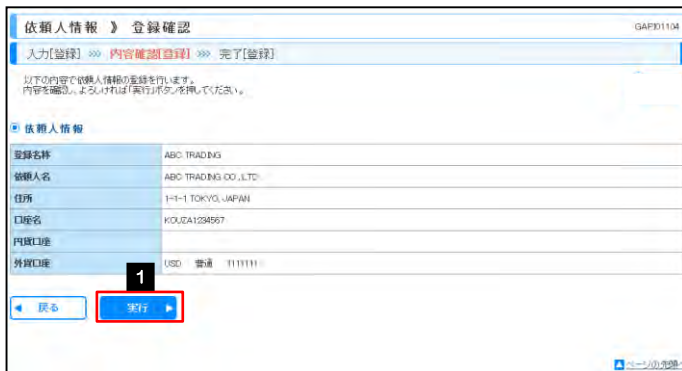 依頼人情報 》 登録確認
GAPID1104
入力[登録] >>> 内容確認[登録] >>> 完了[登録]
以下の内容で依頼人情報の登録を行います。
内容を確認し、よろしければ「実行」ボタンを押してください。
依頼人情報
登録名称 ABC TRADING
依頼人名 ABC TRADING CO.,LTD
住所 1-1-1 TOKYO, JAPAN
口座名 KOUZA1234567
円貨口座
外貨口座 USD 普通 1111111
1
戻る 実行
ページの先頭へ